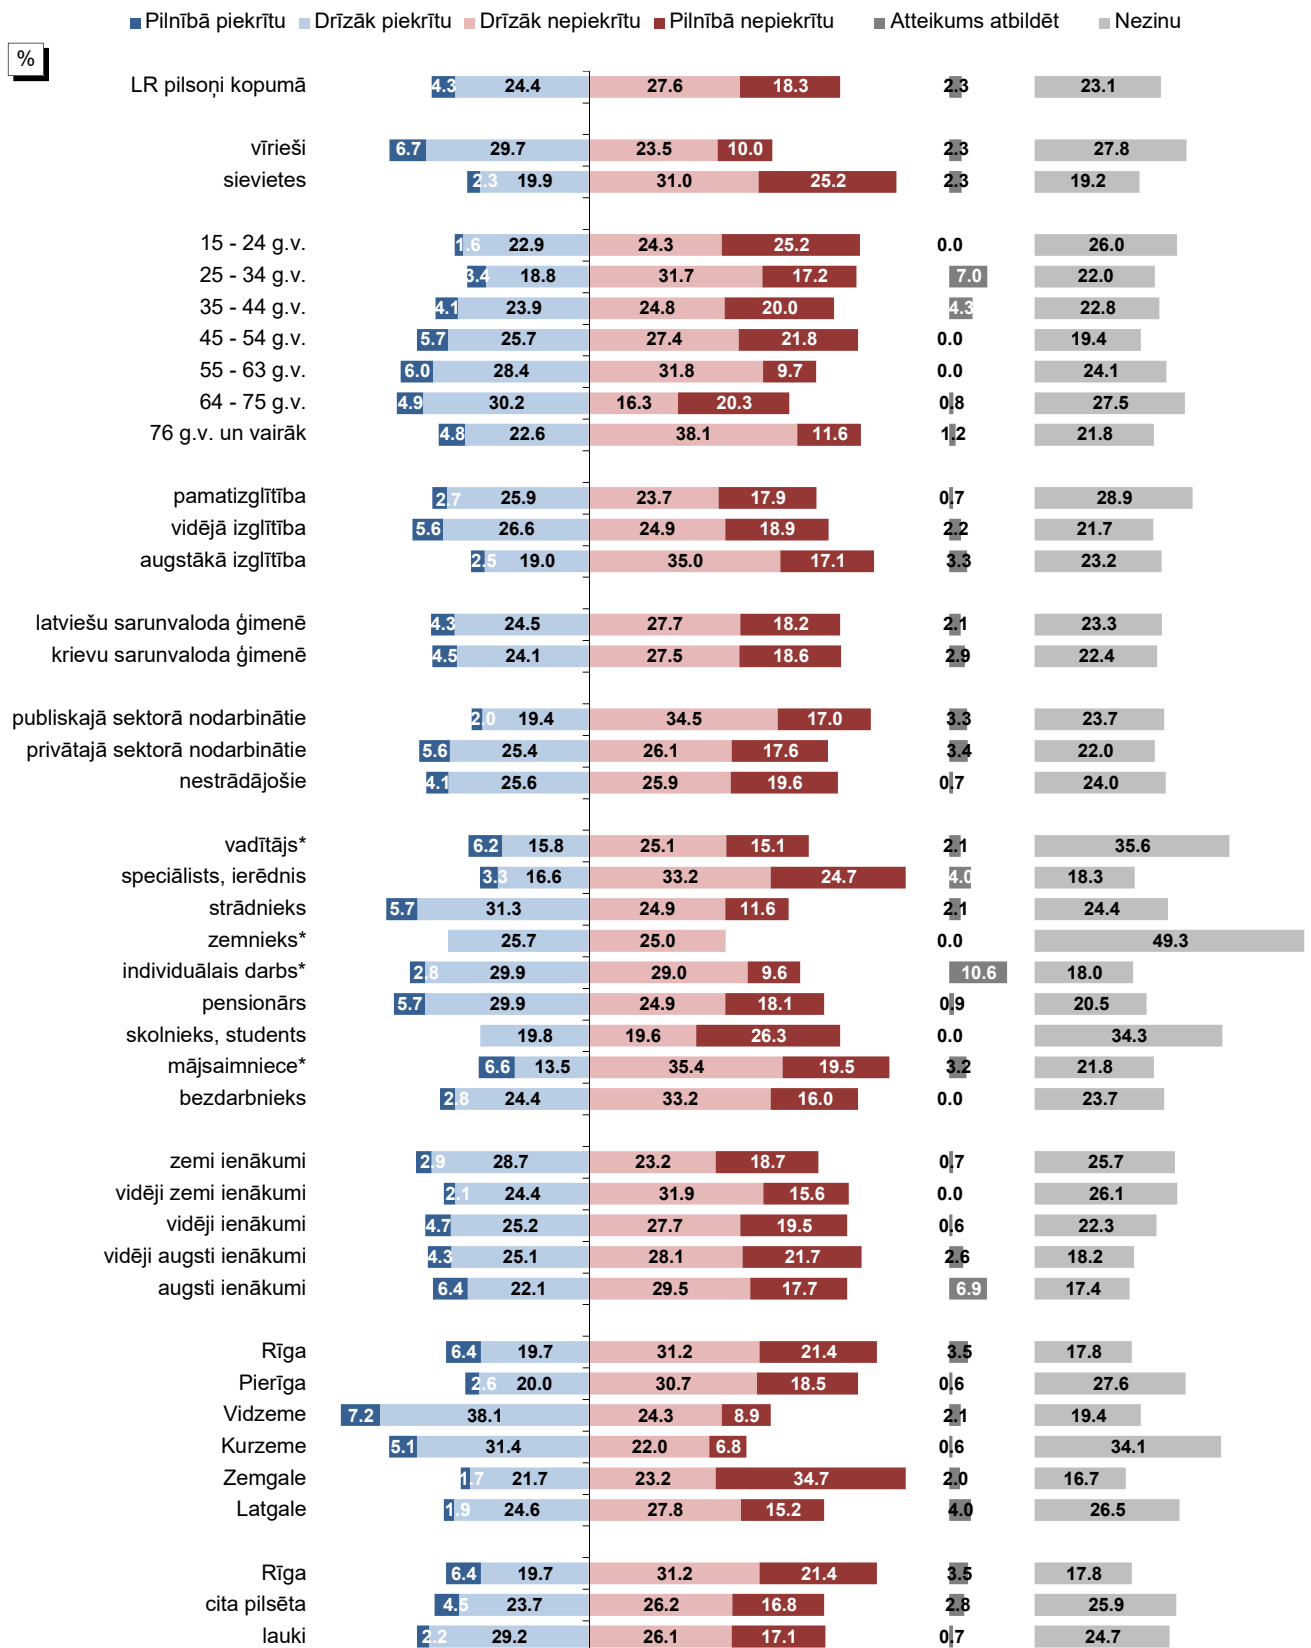 Pilnībā piekrītu Drīzāk piekrītu Drīzāk nepiekrītu Pilnībā nepiekrītu Atteikums atbildēt Nezinu
%
LR pilsoņi kopumā 4.3 24.4 27.6 18.3 2.3 23.1
vīrieši 6.7 29.7 23.5 10.0 2.3 27.8
sievietes 2.3 19.9 31.0 25.2 2.3 19.2
15 - 24 g.v. 1.6 22.9 24.3 25.2 0.0 26.0
25 - 34 g.v. 3.4 18.8 31.7 17.2 7.0 22.0
35 - 44 g.v. 4.1 23.9 24.8 20.0 4.3 22.8
45 - 54 g.v. 5.7 25.7 27.4 21.8 0.0 19.4
55 - 63 g.v. 6.0 28.4 31.8 9.7 0.0 24.1
64 - 75 g.v. 4.9 30.2 16.3 20.3 0.8 27.5
76 g.v. un vairāk 4.8 22.6 38.1 11.6 1.2 21.8
pamatizglītība 2.7 25.9 23.7 17.9 0.7 28.9
vidējā izglītība 5.6 26.6 24.9 18.9 2.2 21.7
augstākā izglītība 2.5 19.0 35.0 17.1 3.3 23.2
latviešu sarunvaloda ģimenē 4.3 24.5 27.7 18.2 2.1 23.3
krievu sarunvaloda ģimenē 4.5 24.1 27.5 18.6 2.9 22.4
publiskajā sektorā nodarbinātie 2.0 19.4 34.5 17.0 3.3 23.7
privātajā sektorā nodarbinātie 5.6 25.4 26.1 17.6 3.4 22.0
nestrādājošie 4.1 25.6 25.9 19.6 0.7 24.0
vadītājs* 6.2 15.8 25.1 15.1 2.1 35.6
speciālists, ierēdnis 3.3 16.6 33.2 24.7 4.0 18.3
strādnieks 5.7 31.3 24.9 11.6 2.1 24.4
zemnieks* 25.7 25.0 0.0 49.3
individuālais darbs* 2.8 29.9 29.0 9.6 10.6 18.0
pensionārs 5.7 29.9 24.9 18.1 0.9 20.5
skolnieks, students 19.8 19.6 26.3 0.0 34.3
mājsaimniece* 6.6 13.5 35.4 19.5 3.2 21.8
bezdarbnieks 2.8 24.4 33.2 16.0 0.0 23.7
zemi ienākumi 2.9 28.7 23.2 18.7 0.7 25.7
vidēji zemi ienākumi 2.1 24.4 31.9 15.6 0.0 26.1
vidēji ienākumi 4.7 25.2 27.7 19.5 0.6 22.3
vidēji augsti ienākumi 4.3 25.1 28.1 21.7 2.6 18.2
augsti ienākumi 6.4 22.1 29.5 17.7 6.9 17.4
Rīga 6.4 19.7 31.2 21.4 3.5 17.8
Pierīga 2.6 20.0 30.7 18.5 0.6 27.6
Vidzeme 7.2 38.1 24.3 8.9 2.1 19.4
Kurzeme 5.1 31.4 22.0 6.8 0.6 34.1
Zemgale 1.7 21.7 23.2 34.7 2.0 16.7
Latgale 1.9 24.6 27.8 15.2 4.0 26.5
Rīga 6.4 19.7 31.2 21.4 3.5 17.8
cita pilsēta 4.5 23.7 26.2 16.8 2.8 25.9
lauki 2.2 29.2 26.1 17.1 0.7 24.7